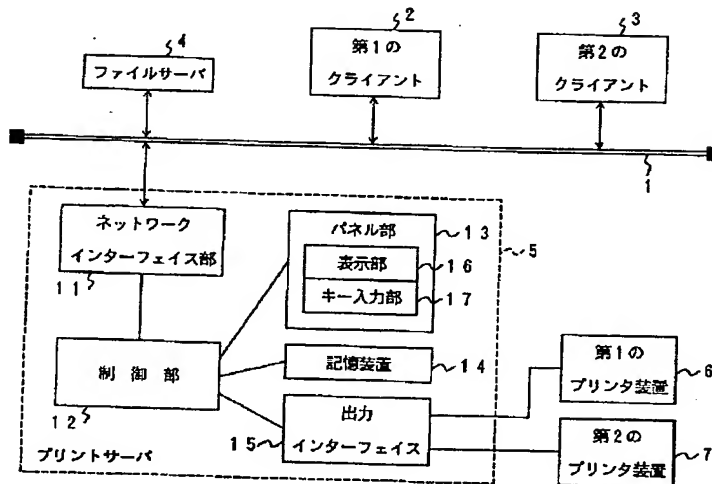 4
ファイルサーバ
2
第1の
クライアント
3
第2の
クライアント
1
ネットワーク
インターフェイス部
11
パネル部
13
表示部
16
キー入力部
17
5
制御部
12
記憶装置
14
出力
インターフェイス
15
プリントサーバ
第1の
プリンタ装置
6
第2の
プリンタ装置
7